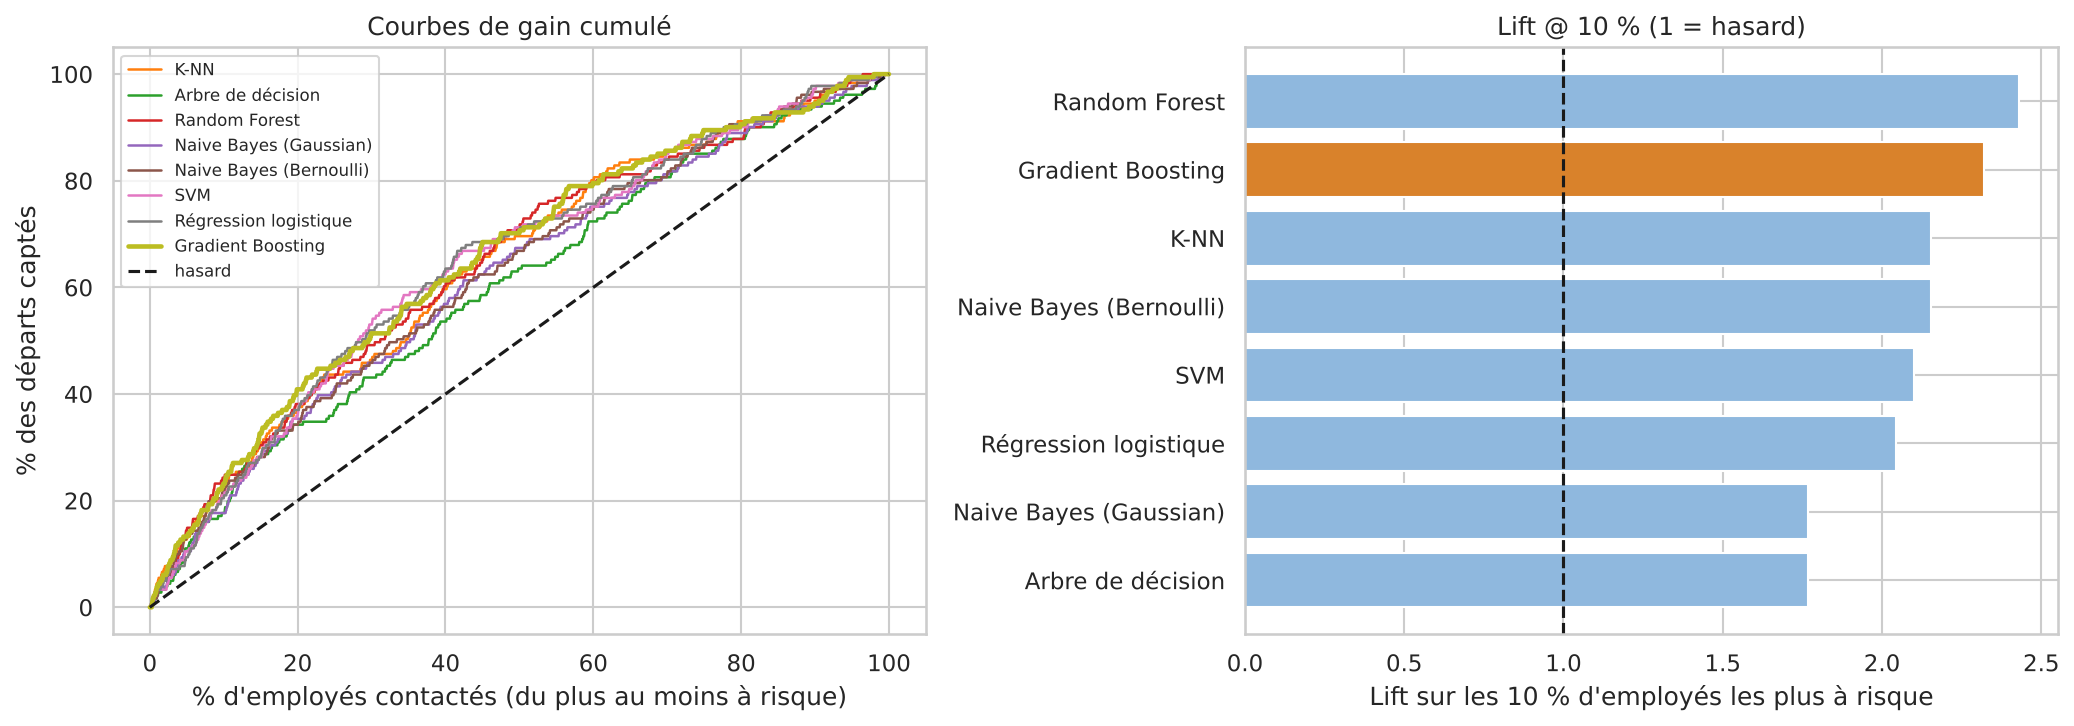 Courbes de gain cumulé
% des départs captés
100
80
60
40
20
0
K-NN
Arbre de décision
Random Forest
Naive Bayes (Gaussian)
Naive Bayes (Bernoulli)
SVM
Régression logistique
Gradient Boosting
hasard
0 20 40 60 80 100
% d'employés contactés (du plus au moins à risque)
Lift @ 10 % (1 = hasard)
Random Forest
Gradient Boosting
K-NN
Naive Bayes (Bernoulli)
SVM
Régression logistique
Naive Bayes (Gaussian)
Arbre de décision
0.0 0.5 1.0 1.5 2.0 2.5
Lift sur les 10 % d'employés les plus à risque